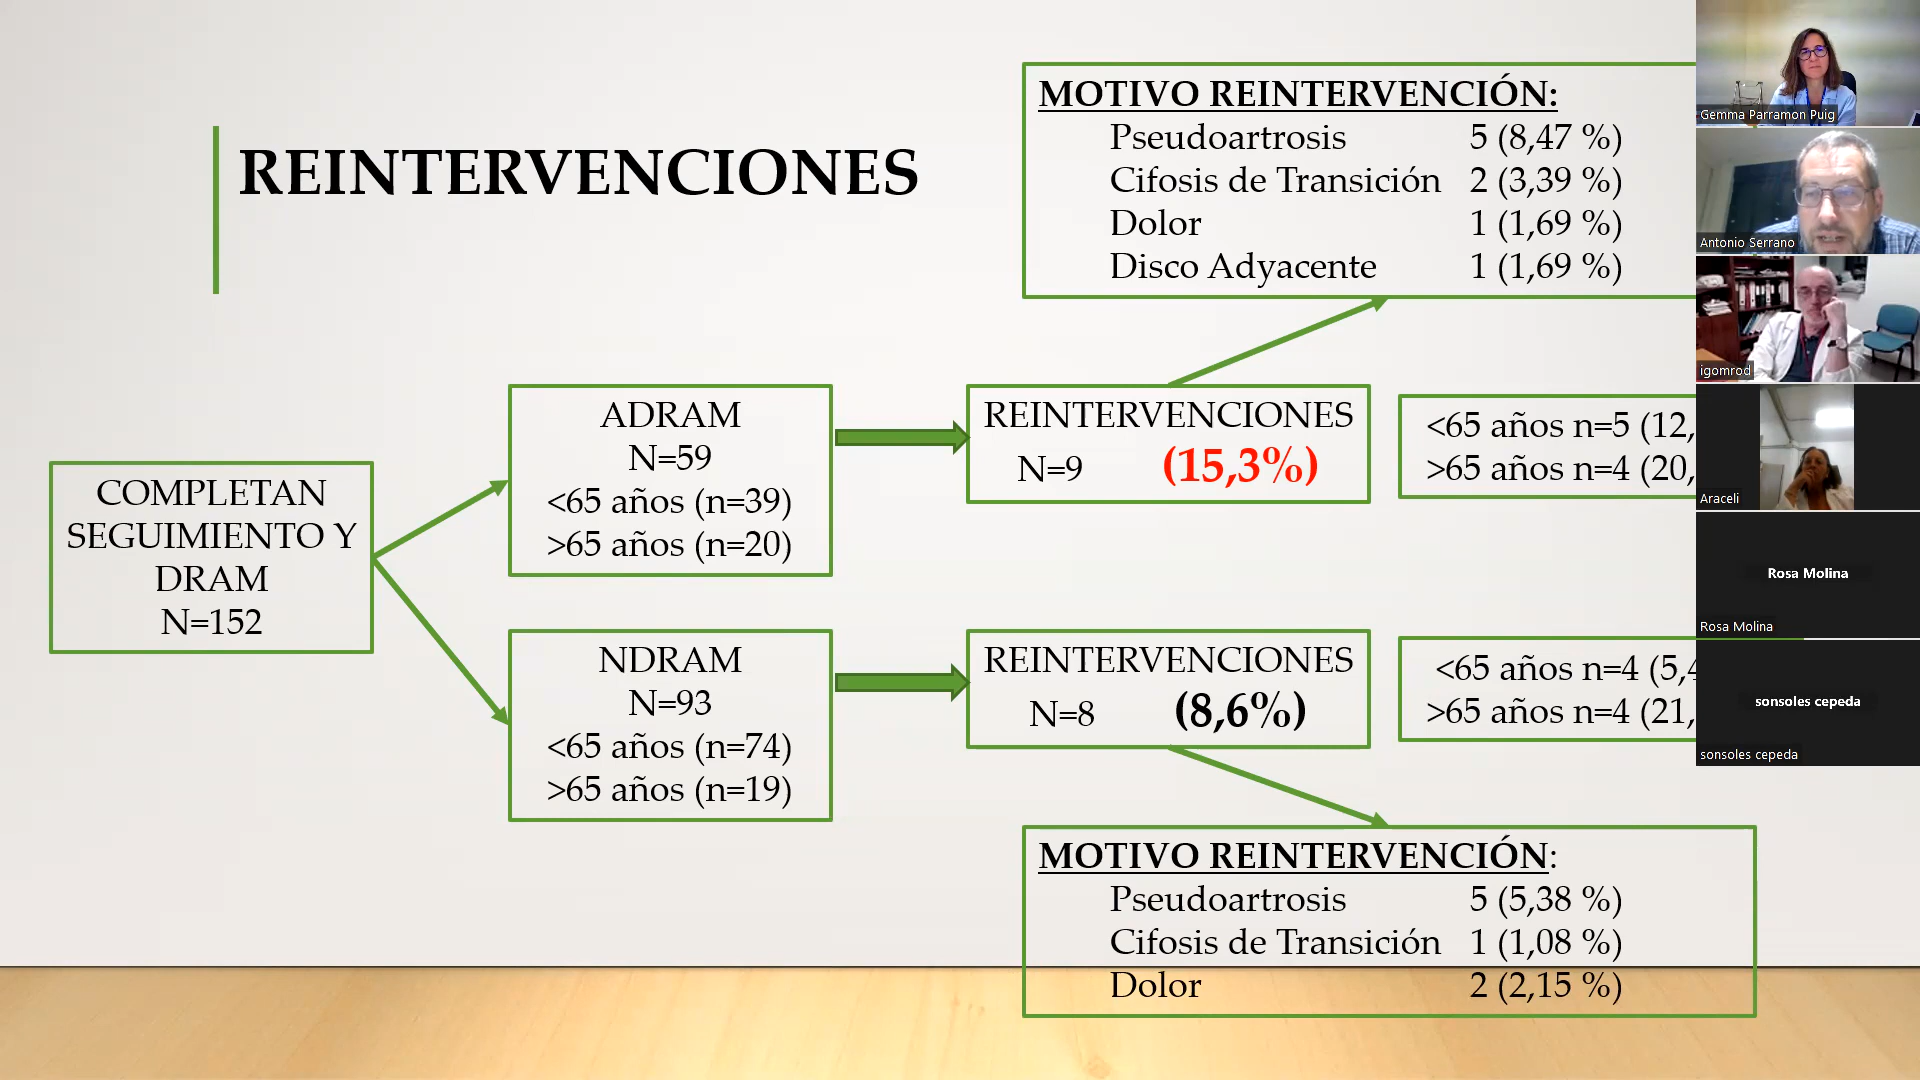 REINTERVENCIONES
MOTIVO REINTERVENCIÓN:
Pseudoartrosis 5 (8,47 %)
Cifosis de Transición 2 (3,39 %)
Dolor 1 (1,69 %)
Disco Adyacente 1 (1,69 %)
COMPLETAN
SEGUIMIENTO Y
DRAM
N=152
ADRAM
N=59
<65 años (n=39)
>65 años (n=20)
REINTERVENCIONES
N=9 (15,3%)
<65 años n=5 (12,
>65 años n=4 (20,
NDRAM
N=93
<65 años (n=74)
>65 años (n=19)
REINTERVENCIONES
N=8 (8,6%)
<65 años n=4 (5,4
>65 años n=4 (21,
MOTIVO REINTERVENCIÓN:
Pseudoartrosis 5 (5,38 %)
Cifosis de Transición 1 (1,08 %)
Dolor 2 (2,15 %)
Gemma Parramon Puig
Antonio Serrano
igomrod
Araceli
Rosa Molina
Rosa Molina
sonsoles cepeda
sonsoles cepeda